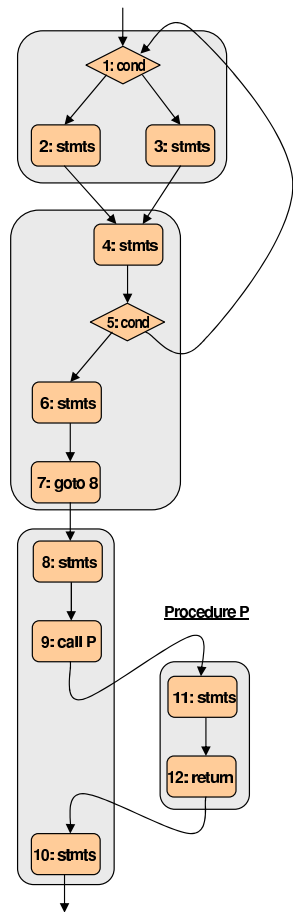 1: cond
2: stmts
3: stmts
4: stmts
5: cond
6: stmts
7: goto 8
8: stmts
Procedure P
9: call P
11: stmts
12: return
10: stmts